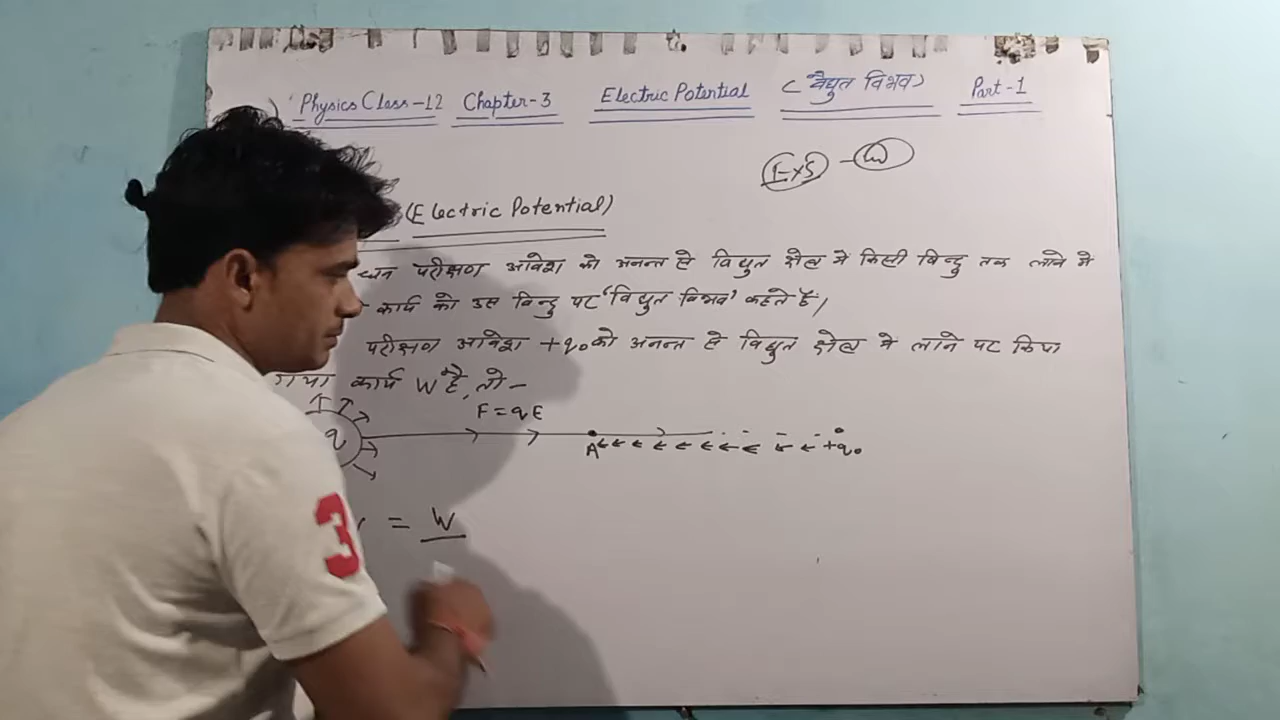 Physics Class-12 Chapter-3 Electric Potential (वैद्युत विभव) Part-1
F×S - W
(Electric Potential)
परीक्षण आवेश को अनन्त से विद्युत क्षेत्र में किसी बिन्दु तक लाने में
कार्य को उस बिन्दु पर 'विद्युत विभव' कहते हैं।
परीक्षण आवेश +q₀ को अनन्त से विद्युत क्षेत्र में लाने पर किया
गया कार्य W है, तो -
F = qE
q
A +q₀
= W
3